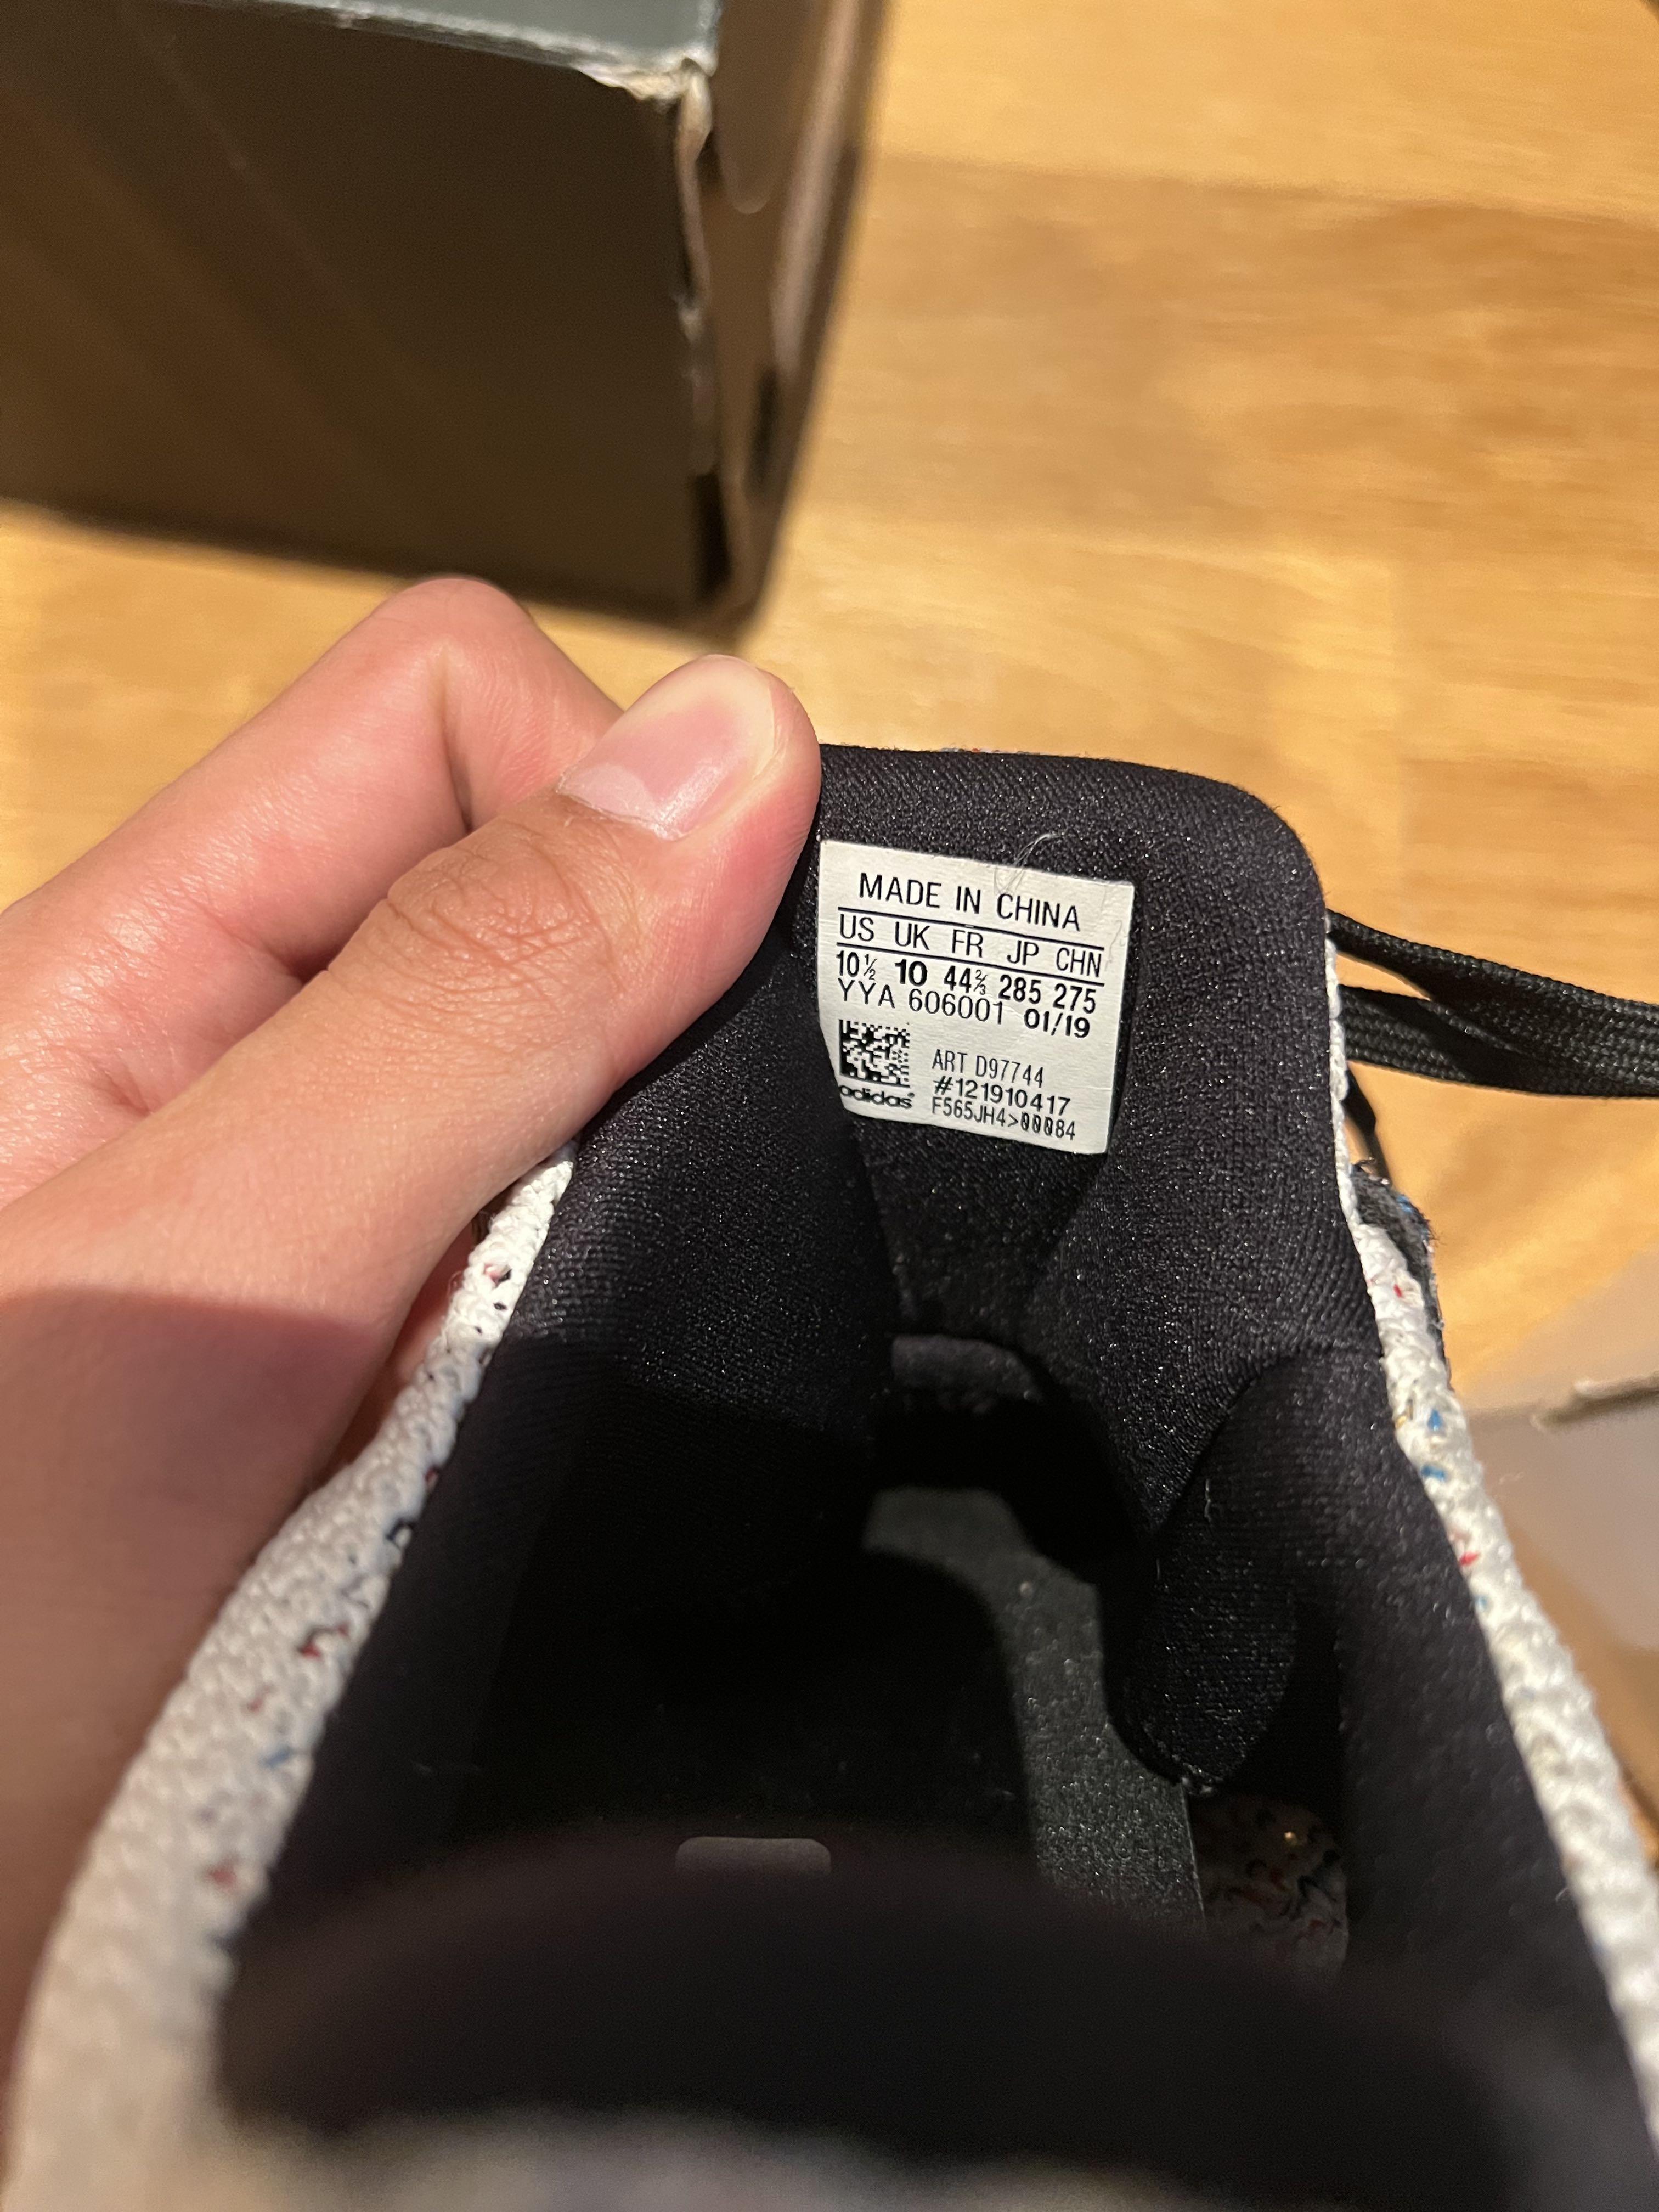 MADE IN CHINA
US UK FR JP CHN
10½ 10 44⅔ 285 275
YYA 606001 01/19
ART D97744
#121910417
adidas
F565JH4>00084